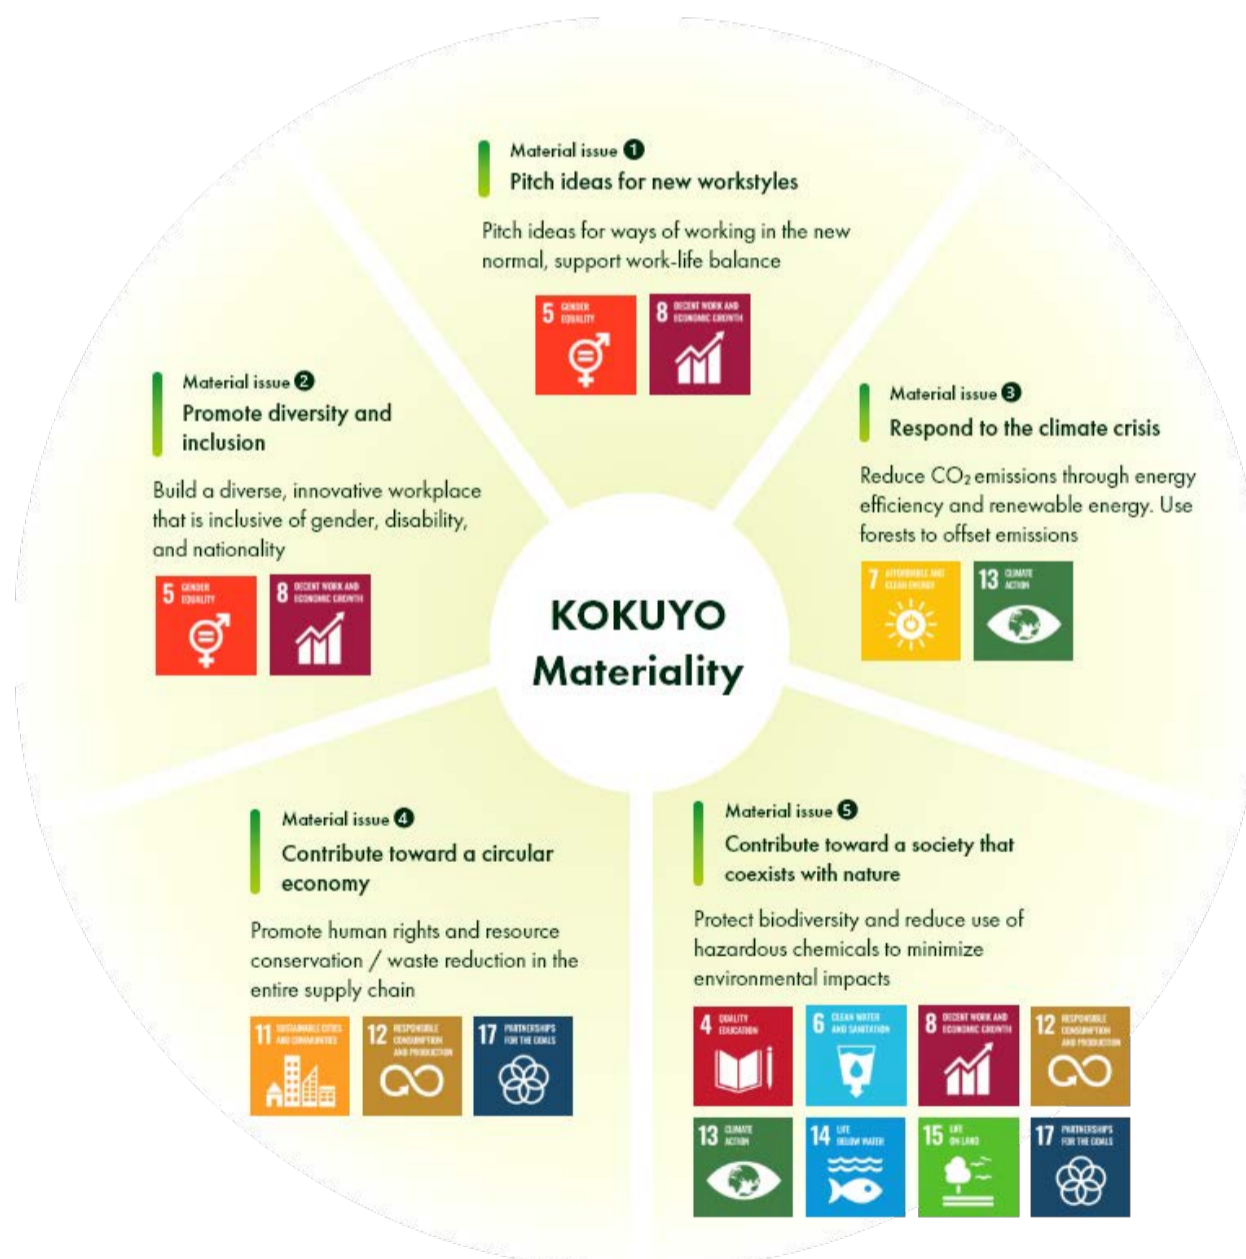 Material issue ❶
Pitch ideas for new workstyles
Pitch ideas for ways of working in the new
normal, support work-life balance
5 GENDER
EQUALITY
8 DECENT WORK AND
ECONOMIC GROWTH
Material issue ❷
Promote diversity and
inclusion
Build a diverse, innovative workplace
that is inclusive of gender, disability,
and nationality
5 GENDER
EQUALITY
8 DECENT WORK AND
ECONOMIC GROWTH
Material issue ❸
Respond to the climate crisis
Reduce CO₂ emissions through energy
efficiency and renewable energy. Use
forests to offset emissions
7 AFFORDABLE AND
CLEAN ENERGY
13 CLIMATE
ACTION
KOKUYO
Materiality
Material issue ❹
Contribute toward a circular
economy
Promote human rights and resource
conservation / waste reduction in the
entire supply chain
11 SUSTAINABLE CITIES
AND COMMUNITIES
12 RESPONSIBLE
CONSUMPTION
AND PRODUCTION
17 PARTNERSHIPS
FOR THE GOALS
Material issue ❺
Contribute toward a society that
coexists with nature
Protect biodiversity and reduce use of
hazardous chemicals to minimize
environmental impacts
4 QUALITY
EDUCATION
6 CLEAN WATER
AND SANITATION
8 DECENT WORK AND
ECONOMIC GROWTH
12 RESPONSIBLE
CONSUMPTION
AND PRODUCTION
13 CLIMATE
ACTION
14 LIFE
BELOW WATER
15 LIFE
ON LAND
17 PARTNERSHIPS
FOR THE GOALS